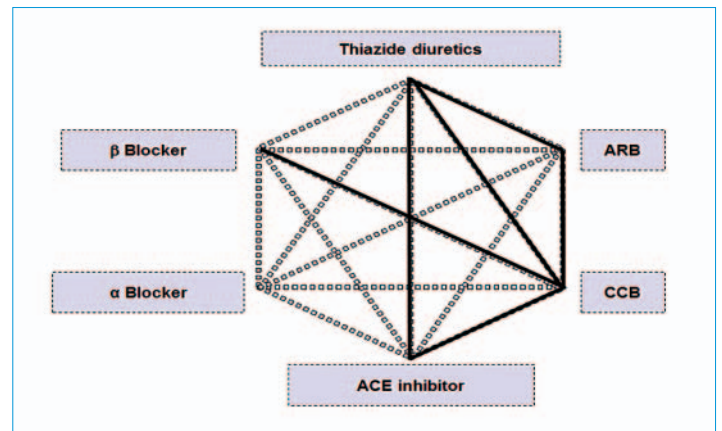 Thiazide diuretics
β Blocker
ARB
α Blocker
CCB
ACE inhibitor